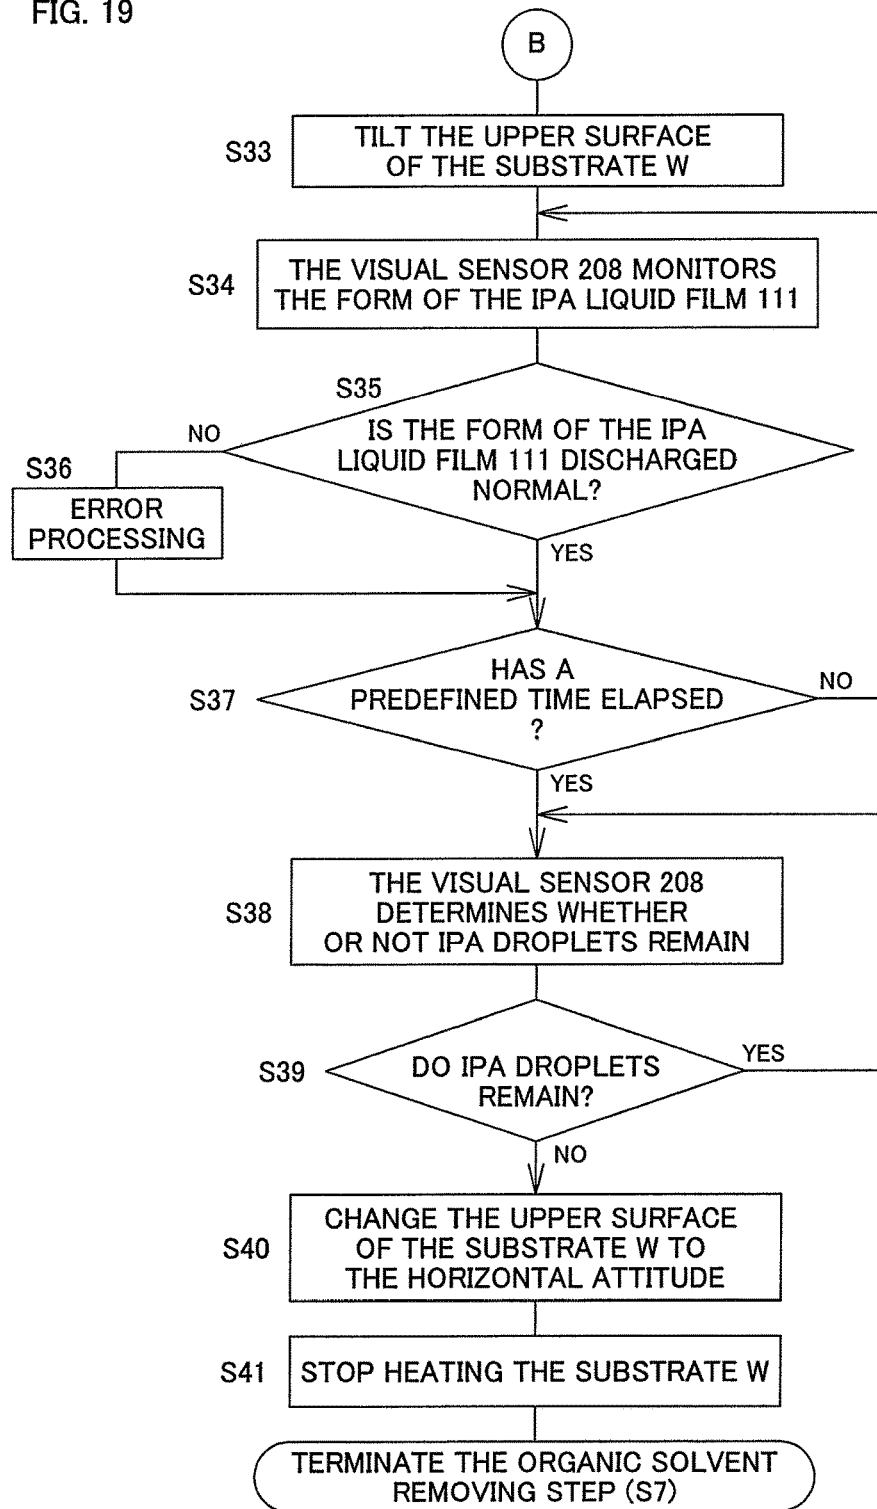 FIG. 19
B
S33
TILT THE UPPER SURFACE
OF THE SUBSTRATE W
S34
THE VISUAL SENSOR 208 MONITORS
THE FORM OF THE IPA LIQUID FILM 111
S35
IS THE FORM OF THE IPA
LIQUID FILM 111 DISCHARGED
NORMAL?
NO
S36
ERROR
PROCESSING
YES
S37
HAS A
PREDEFINED TIME ELAPSED
?
NO
YES
S38
THE VISUAL SENSOR 208
DETERMINES WHETHER
OR NOT IPA DROPLETS REMAIN
S39
DO IPA DROPLETS
REMAIN?
YES
NO
S40
CHANGE THE UPPER SURFACE
OF THE SUBSTRATE W TO
THE HORIZONTAL ATTITUDE
S41
STOP HEATING THE SUBSTRATE W
TERMINATE THE ORGANIC SOLVENT
REMOVING STEP (S7)